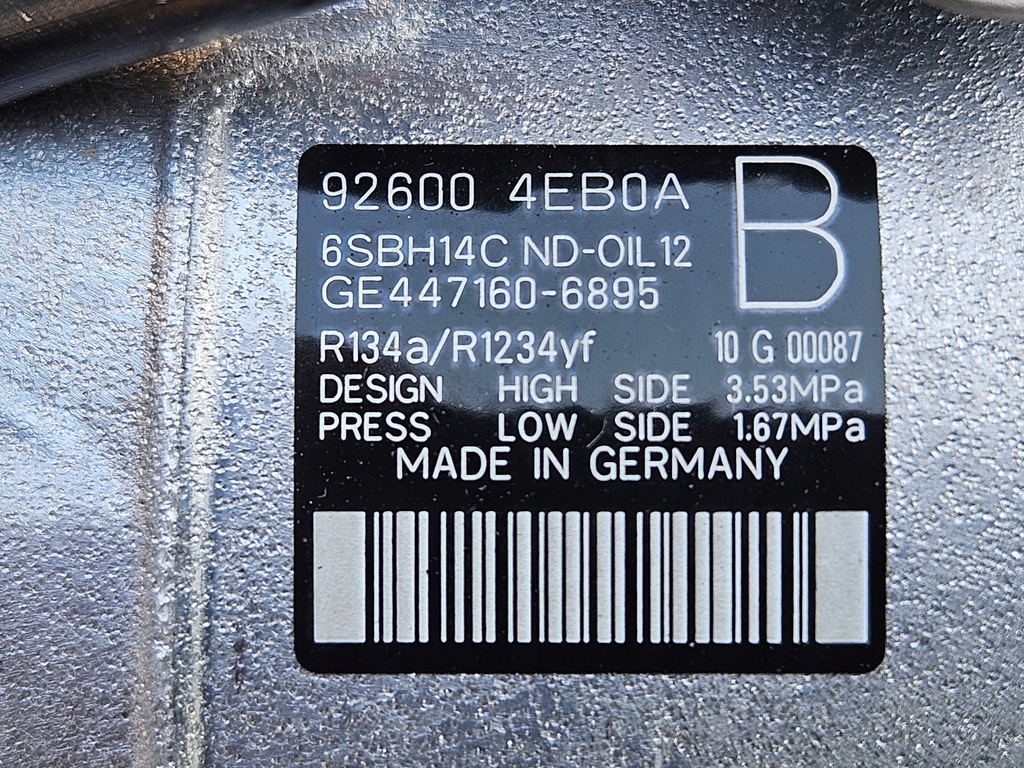 92600 4EB0A B
6SBH14C ND-OIL12
GE447160-6895
R134a/R1234yf 10 G 00087
DESIGN HIGH SIDE 3.53MPa
PRESS LOW SIDE 1.67MPa
MADE IN GERMANY